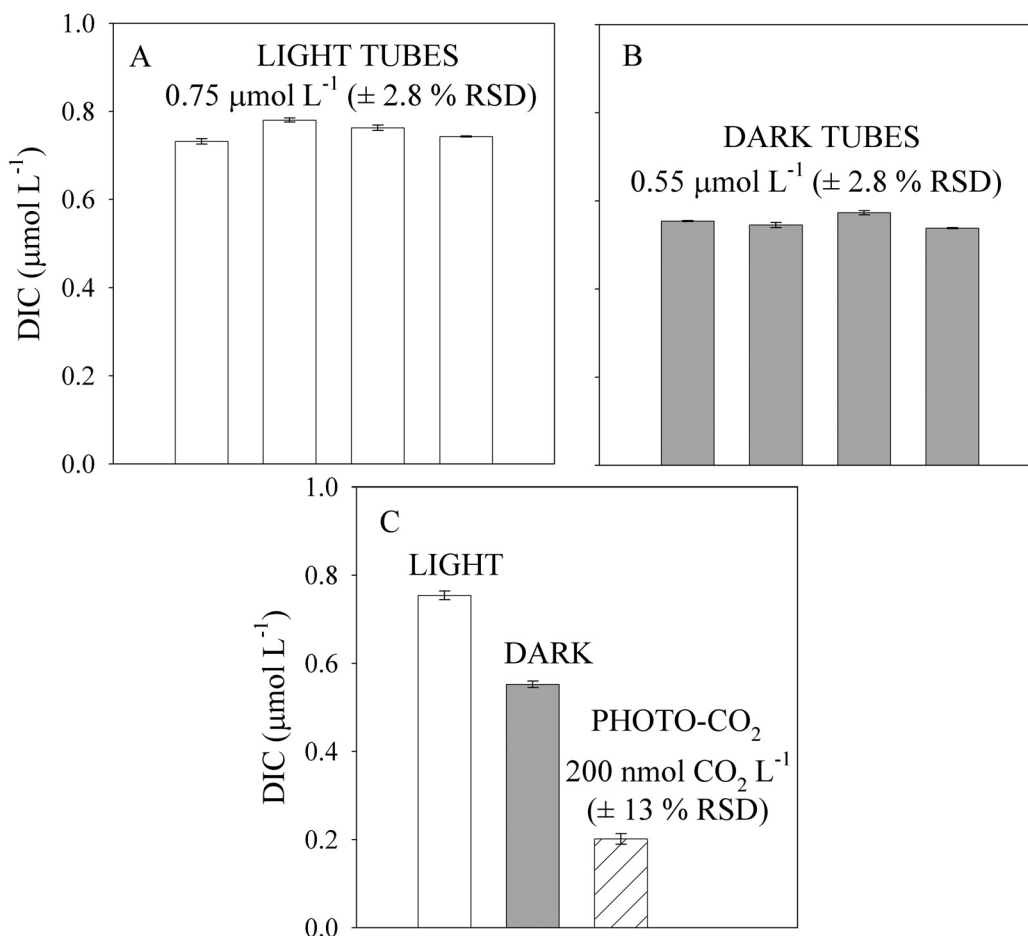 A
LIGHT TUBES
0.75 μmol L⁻¹ (± 2.8 % RSD)
DIC (μmol L⁻¹)
1.0
0.8
0.6
0.4
0.2
0.0
B
DARK TUBES
0.55 μmol L⁻¹ (± 2.8 % RSD)
C
LIGHT
DARK
PHOTO-CO₂
200 nmol CO₂ L⁻¹
(± 13 % RSD)
DIC (μmol L⁻¹)
1.0
0.8
0.6
0.4
0.2
0.0